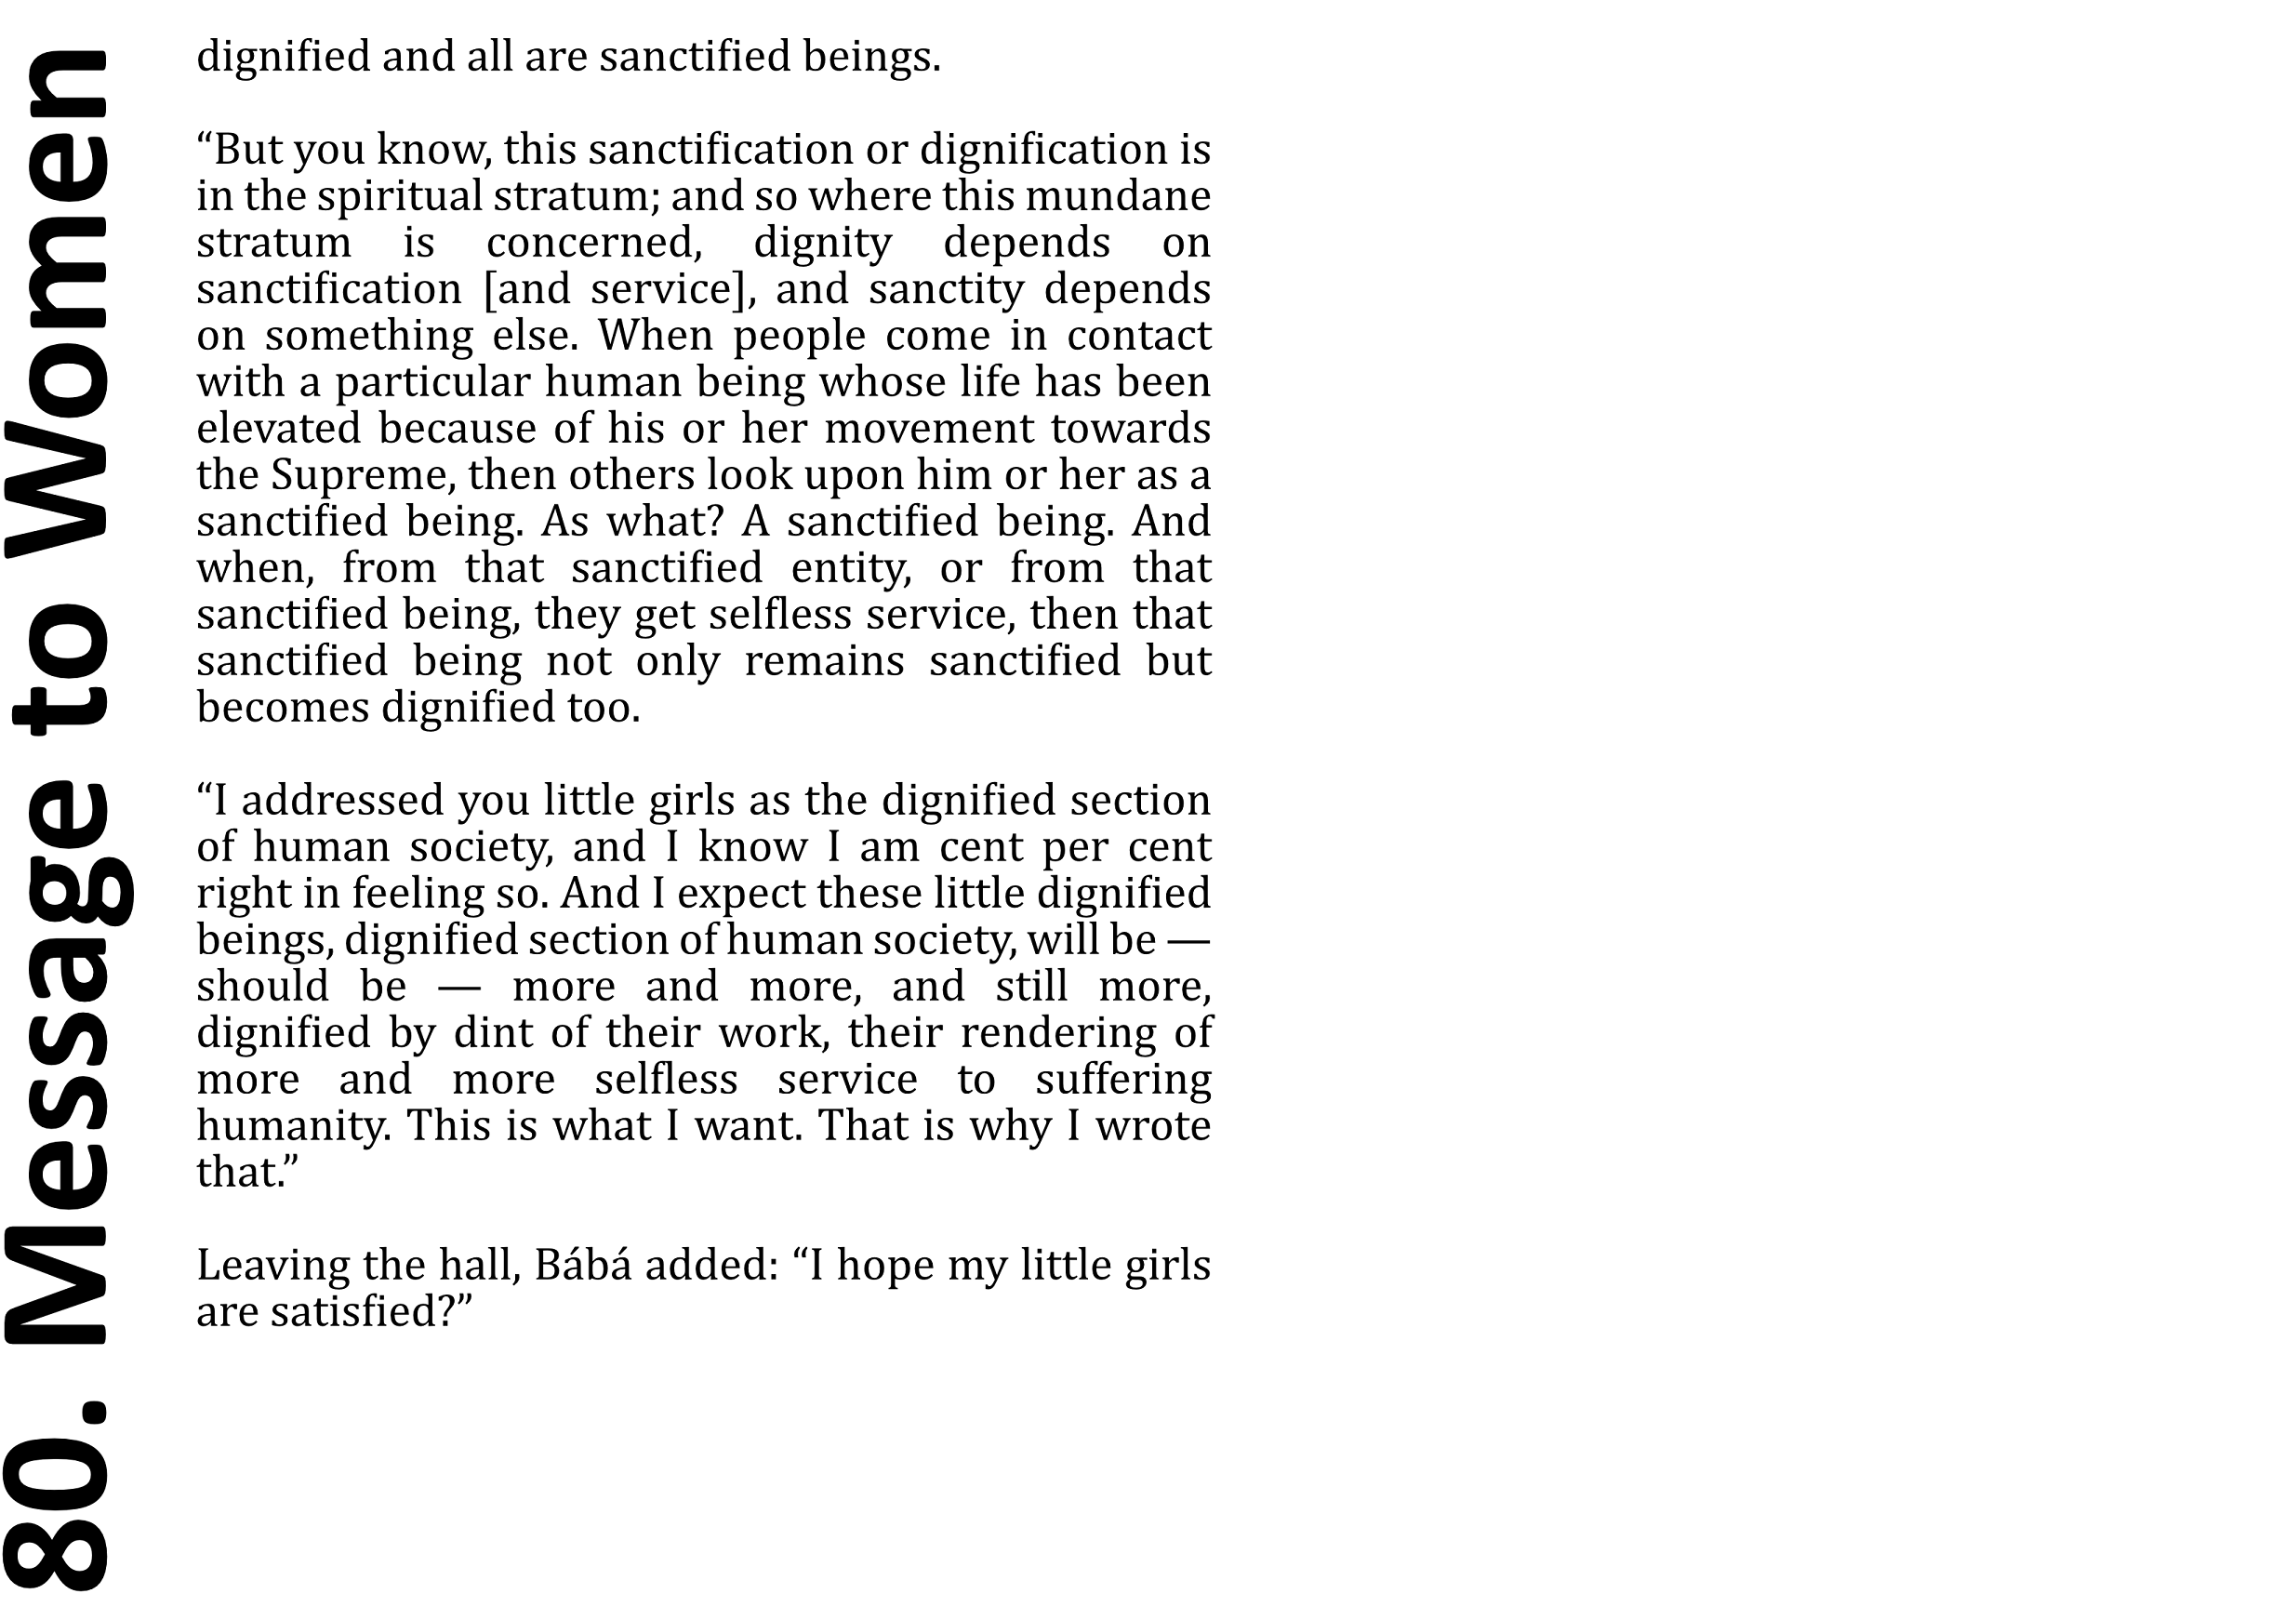 80. Message to Women
dignified and all are sanctified beings.
“But you know, this sanctification or dignification is
in the spiritual stratum; and so where this mundane
stratum is concerned, dignity depends on
sanctification [and service], and sanctity depends
on something else. When people come in contact
with a particular human being whose life has been
elevated because of his or her movement towards
the Supreme, then others look upon him or her as a
sanctified being. As what? A sanctified being. And
when, from that sanctified entity, or from that
sanctified being, they get selfless service, then that
sanctified being not only remains sanctified but
becomes dignified too.
“I addressed you little girls as the dignified section
of human society, and I know I am cent per cent
right in feeling so. And I expect these little dignified
beings, dignified section of human society, will be —
should be — more and more, and still more,
dignified by dint of their work, their rendering of
more and more selfless service to suffering
humanity. This is what I want. That is why I wrote
that.”
Leaving the hall, Bábá added: “I hope my little girls
are satisfied?”